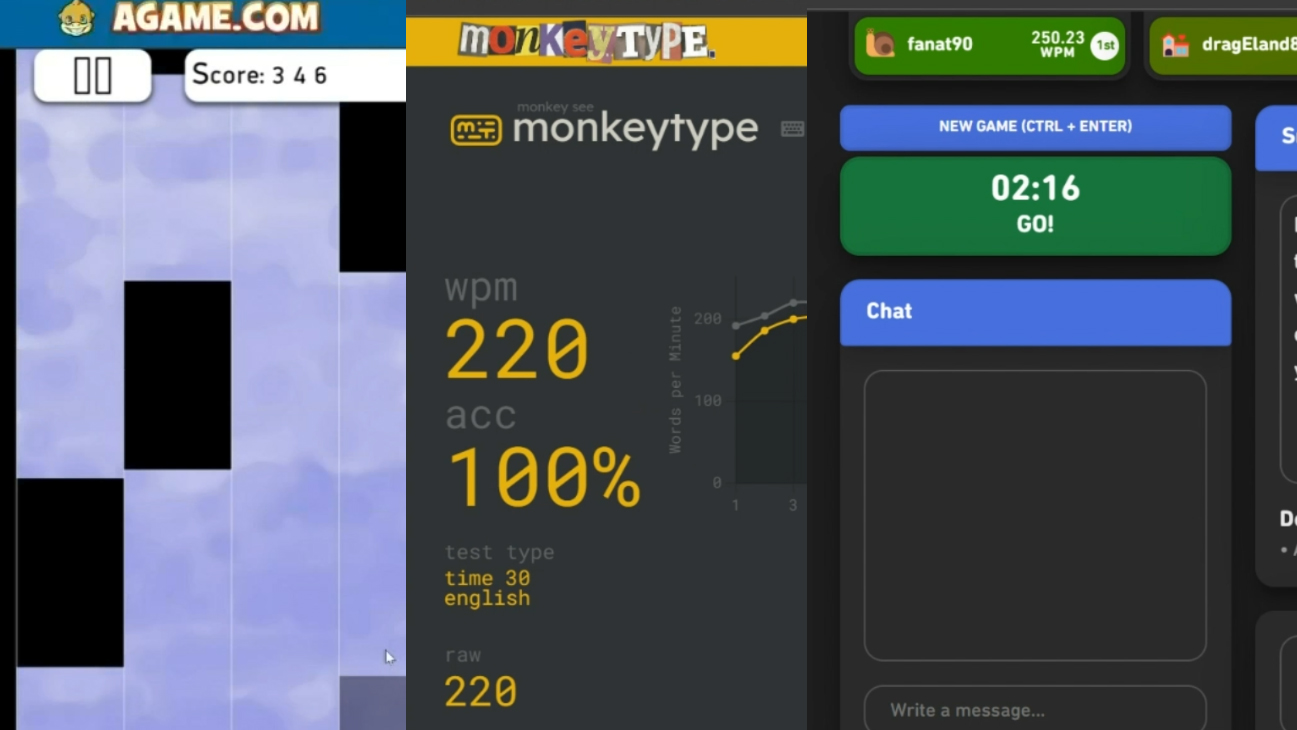 AGAME.COM
Score: 3 4 6
monkeyTYPE.
monkey see
monkeytype
wpm
220
acc
100%
test type
time 30
english
raw
220
Words per Minute
200
100
0
1 3
fanat90 250.23 WPM 1st
dragEland8
NEW GAME (CTRL + ENTER)
02:16
GO!
Chat
Write a message...